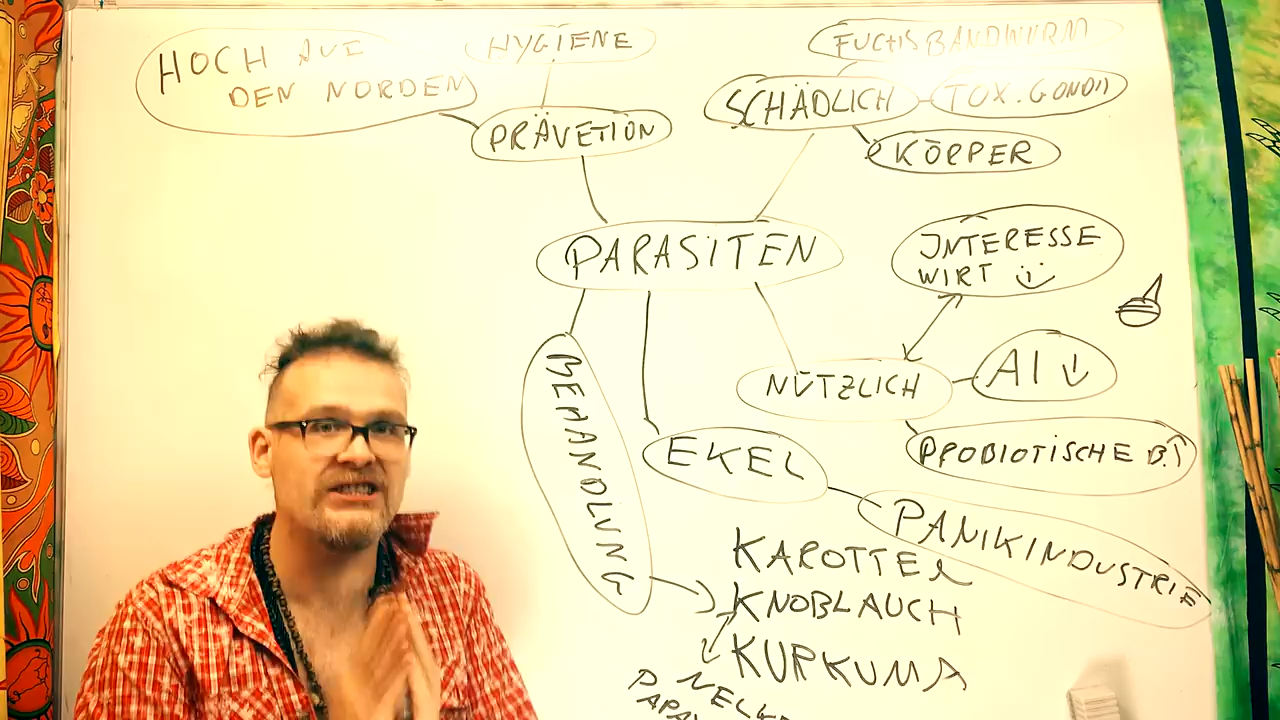 HOCH AUF
DEN NORDEN
HYGIENE
PRÄVETION
FUCHSBANDWURM
SCHÄDLICH
TOX. GONDII
KÖRPER
PARASITEN
INTERESSE
WIRT
NÜTZLICH
AI ↓
PROBIOTISCHE B. ↑
BEHANDLUNG
EKEL
PANIKINDUSTRIE
KAROTTEN
KNOBLAUCH
KURKUMA